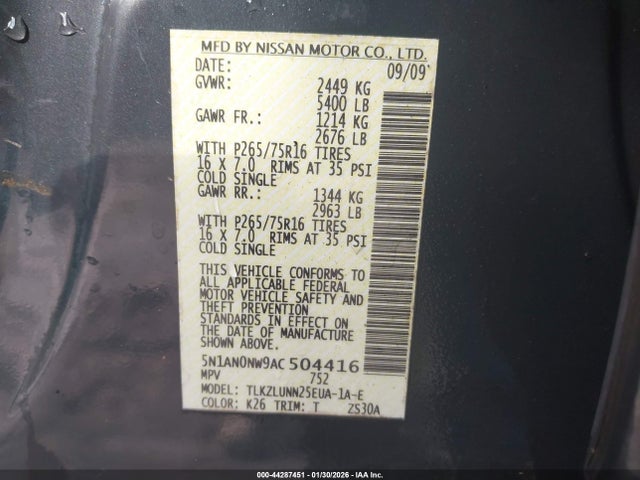 MFD BY NISSAN MOTOR CO., LTD.
DATE: 09/09
GVWR: 2449 KG
5400 LB
GAWR FR.: 1214 KG
2676 LB
WITH P265/75R16 TIRES
16 X 7.0 RIMS AT 35 PSI
COLD SINGLE
GAWR RR.: 1344 KG
2963 LB
WITH P265/75R16 TIRES
16 X 7.0 RIMS AT 35 PSI
COLD SINGLE
THIS VEHICLE CONFORMS TO
ALL APPLICABLE FEDERAL
MOTOR VEHICLE SAFETY AND
THEFT PREVENTION
STANDARDS IN EFFECT ON
THE DATE OF MANUFACTURE
SHOWN ABOVE.
5N1AN0NW9AC504416
MPV 752
MODEL: TLKZLUNN25EUA-1A-E
COLOR: K26 TRIM: T ZS30A
000-44287451 | 01/30/2026 - ©IAA Inc.